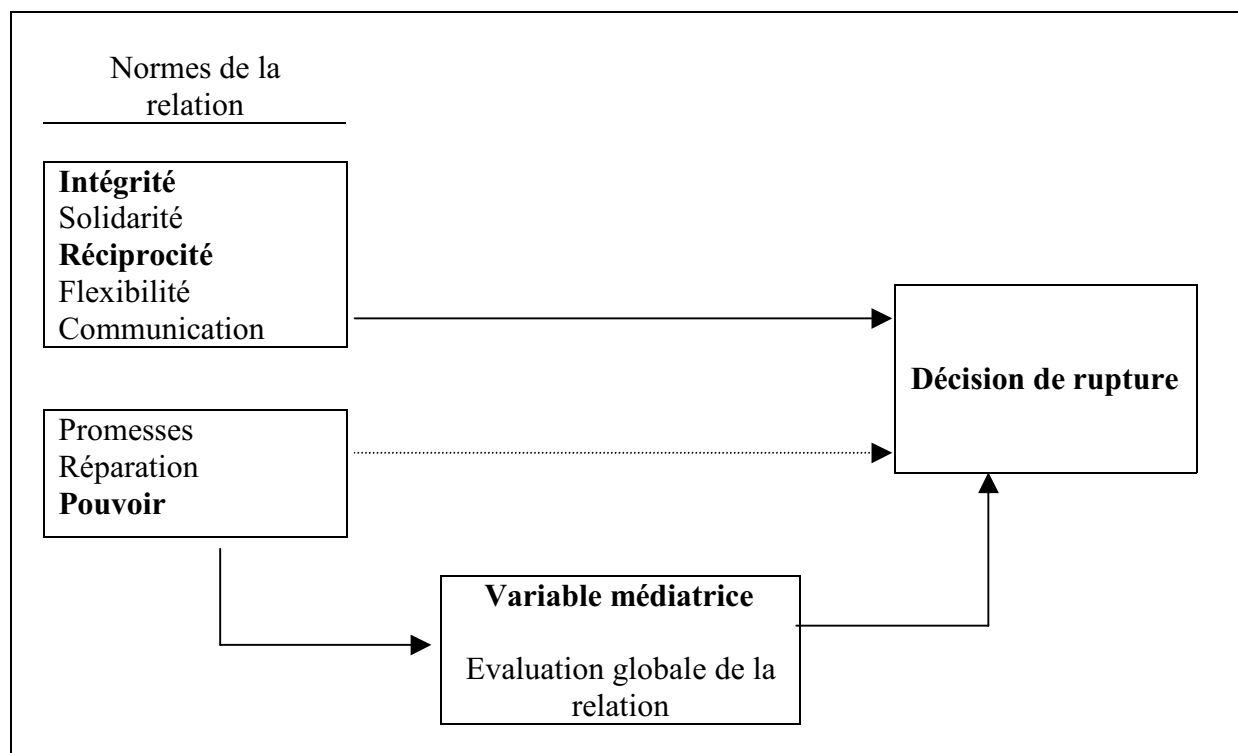 Normes de la
relation
Intégrité
Solidarité
Réciprocité
Flexibilité
Communication
Décision de rupture
Promesses
Réparation
Pouvoir
Variable médiatrice
Evaluation globale de la
relation